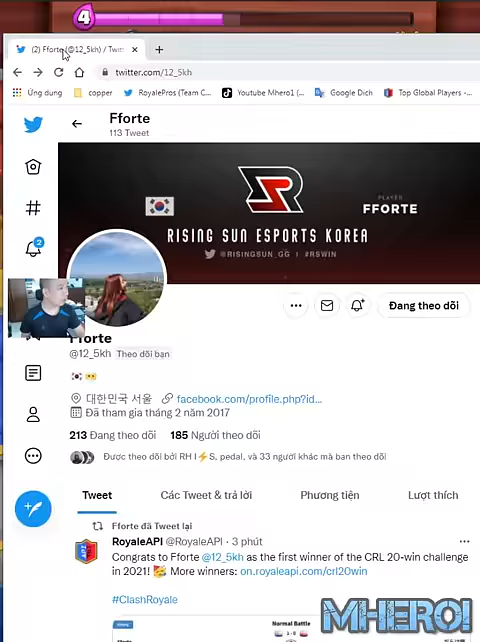 4
(2) Fforte (@12_5kh) / Twit
twitter.com/12_5kh
Ứng dụng copper RoyalePros (Team C... Youtube Mhero1 (... Google Dich Top Global Players -...
Fforte
113 Tweet
PLAYER
FFORTE
RISING SUN ESPORTS KOREA
@RISINGSUN_GG | #RSWIN
2
Đang theo dõi
Fforte
@12_5kh Theo dõi bạn
대한민국 서울 facebook.com/profile.php?id...
Đã tham gia tháng 2 năm 2017
213 Đang theo dõi 185 Người theo dõi
Được theo dõi bởi RH I⚡S, pedal, và 33 người khác mà bạn theo dõi
Tweet Các Tweet & trả lời Phương tiện Lượt thích
Fforte đã Tweet lại
RoyaleAPI @RoyaleAPI · 3 phút
Congrats to Fforte @12_5kh as the first winner of the CRL 20-win challenge
in 2021! 🥰 More winners: on.royaleapi.com/crl20win
#ClashRoyale
Normal Battle
1 - 0
MHERO1